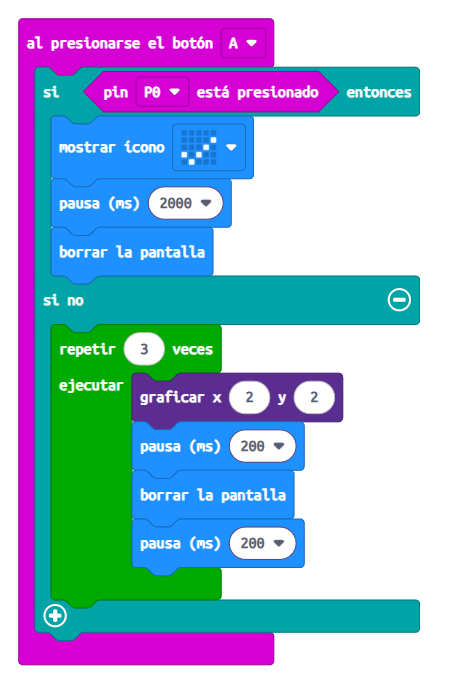 al presionarse el botón A
si pin P0 está presionado entonces
mostrar ícono
pausa (ms) 2000
borrar la pantalla
si no
repetir 3 veces
ejecutar
graficar x 2 y 2
pausa (ms) 200
borrar la pantalla
pausa (ms) 200